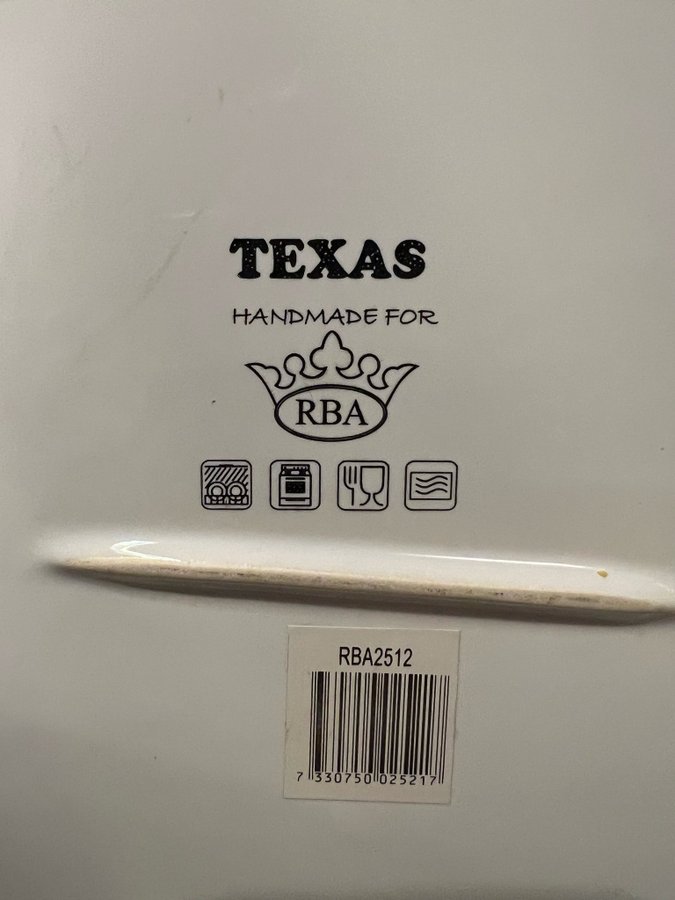 TEXAS
HANDMADE FOR
RBA
RBA2512
7 330750 025217